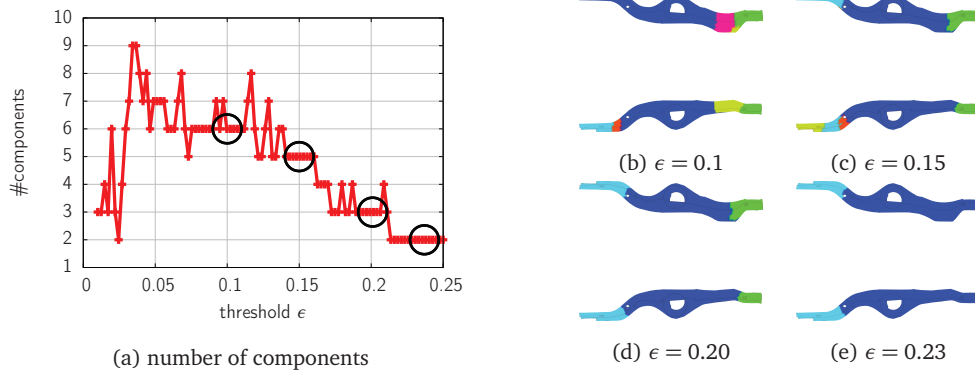 10
9
8
7
6
5
4
3
2
1
#components
0 0.05 0.1 0.15 0.2 0.25
threshold ϵ
(a) number of components
(b) ϵ = 0.1
(c) ϵ = 0.15
(d) ϵ = 0.20
(e) ϵ = 0.23